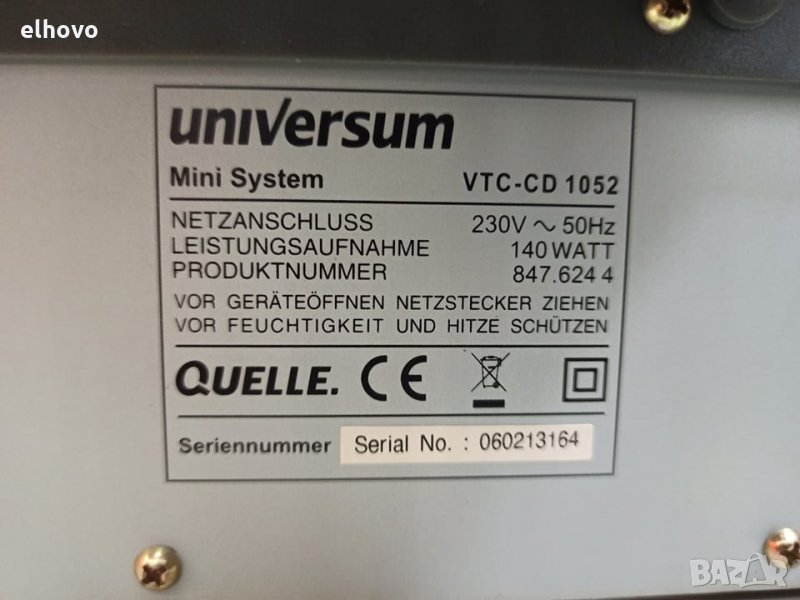 elhovo
universum
Mini System VTC-CD 1052
NETZANSCHLUSS 230V ~ 50Hz
LEISTUNGSAUFNAHME 140 WATT
PRODUKTNUMMER 847.624 4
VOR GERÄTEÖFFNEN NETZSTECKER ZIEHEN
VOR FEUCHTIGKEIT UND HITZE SCHÜTZEN
QUELLE. CE
Seriennummer Serial No. : 060213164
BAZAR